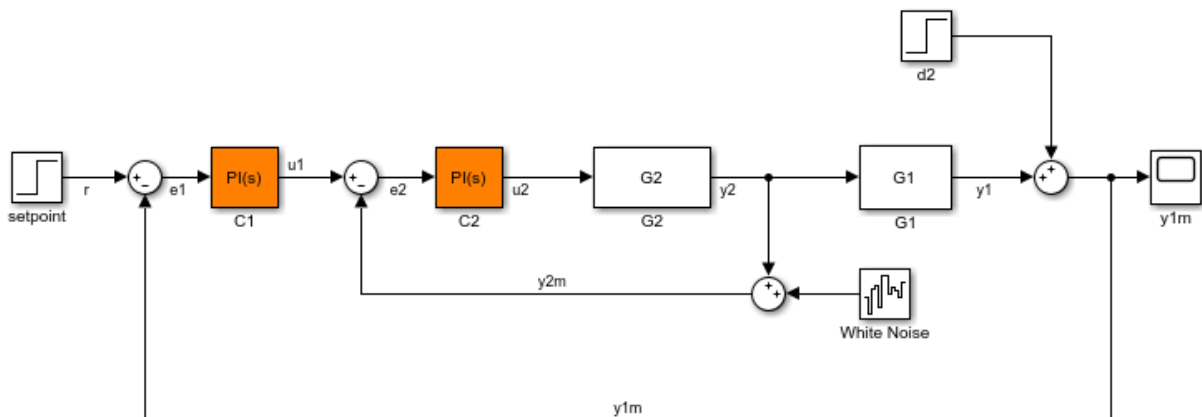 d2
setpoint
r
e1
PI(s)
C1
u1
e2
PI(s)
C2
u2
G2
G2
y2
G1
G1
y1
y1m
y2m
White Noise
y1m